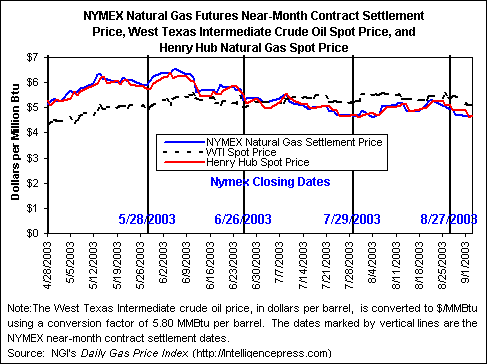 NYMEX Natural Gas Futures Near-Month Contract Settlement
Price, West Texas Intermediate Crude Oil Spot Price, and
Henry Hub Natural Gas Spot Price
Dollars per Million Btu
$7
$6
$5
$4
$3
$2
$1
$0
NYMEX Natural Gas Settlement Price
WTI Spot Price
Henry Hub Spot Price
Nymex Closing Dates
5/28/2003
6/26/2003
7/29/2003
8/27/2003
4/28/2003
5/5/2003
5/12/2003
5/19/2003
5/26/2003
6/2/2003
6/9/2003
6/16/2003
6/23/2003
6/30/2003
7/7/2003
7/14/2003
7/21/2003
7/28/2003
8/4/2003
8/11/2003
8/18/2003
8/25/2003
9/1/2003
Note:The West Texas Intermediate crude oil price, in dollars per barrel, is converted to $/MMBtu
using a conversion factor of 5.80 MMBtu per barrel. The dates marked by vertical lines are the
NYMEX near-month contract settlement dates.
Source: NGI's Daily Gas Price Index (http://intelligencepress.com)